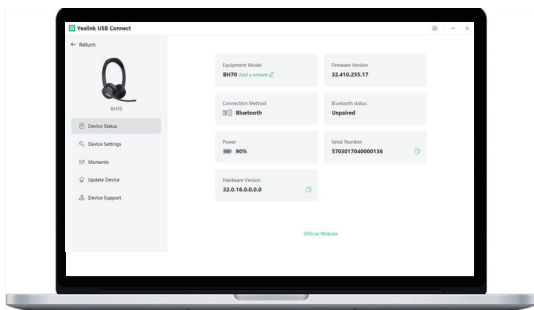 Yealink USB Connect
← Return
BH70
Device Status
Device Settings
Moments
Update Device
Device Support
Equipment Model
BH70 Add a remark
Firmware Version
32.410.255.17
Connection Method
Bluetooth
Bluetooth status
Unpaired
Power
90%
Serial Number
5703017040000136
Hardware Version
32.0.16.0.0.0.0
Official Website